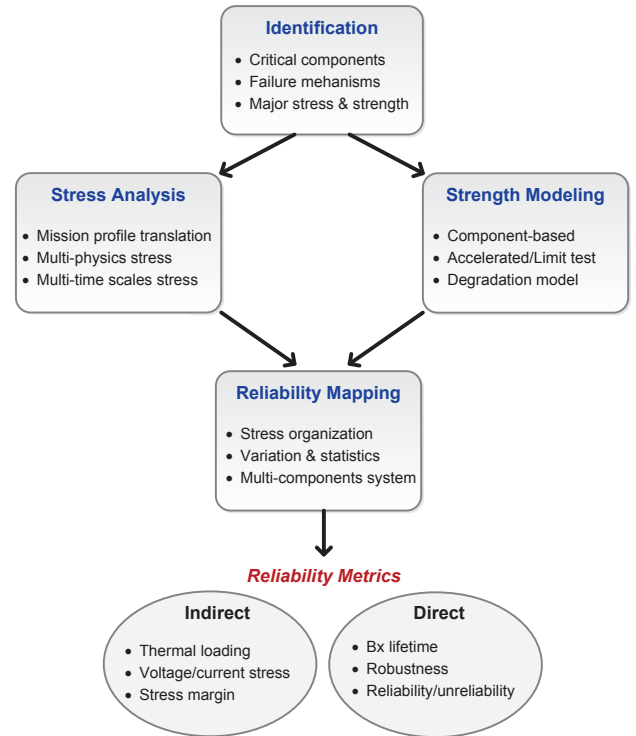 Identification
• Critical components
• Failure mehanisms
• Major stress & strength
Stress Analysis
• Mission profile translation
• Multi-physics stress
• Multi-time scales stress
Strength Modeling
• Component-based
• Accelerated/Limit test
• Degradation model
Reliability Mapping
• Stress organization
• Variation & statistics
• Multi-components system
Reliability Metrics
Indirect
• Thermal loading
• Voltage/current stress
• Stress margin
Direct
• Bx lifetime
• Robustness
• Reliability/unreliability